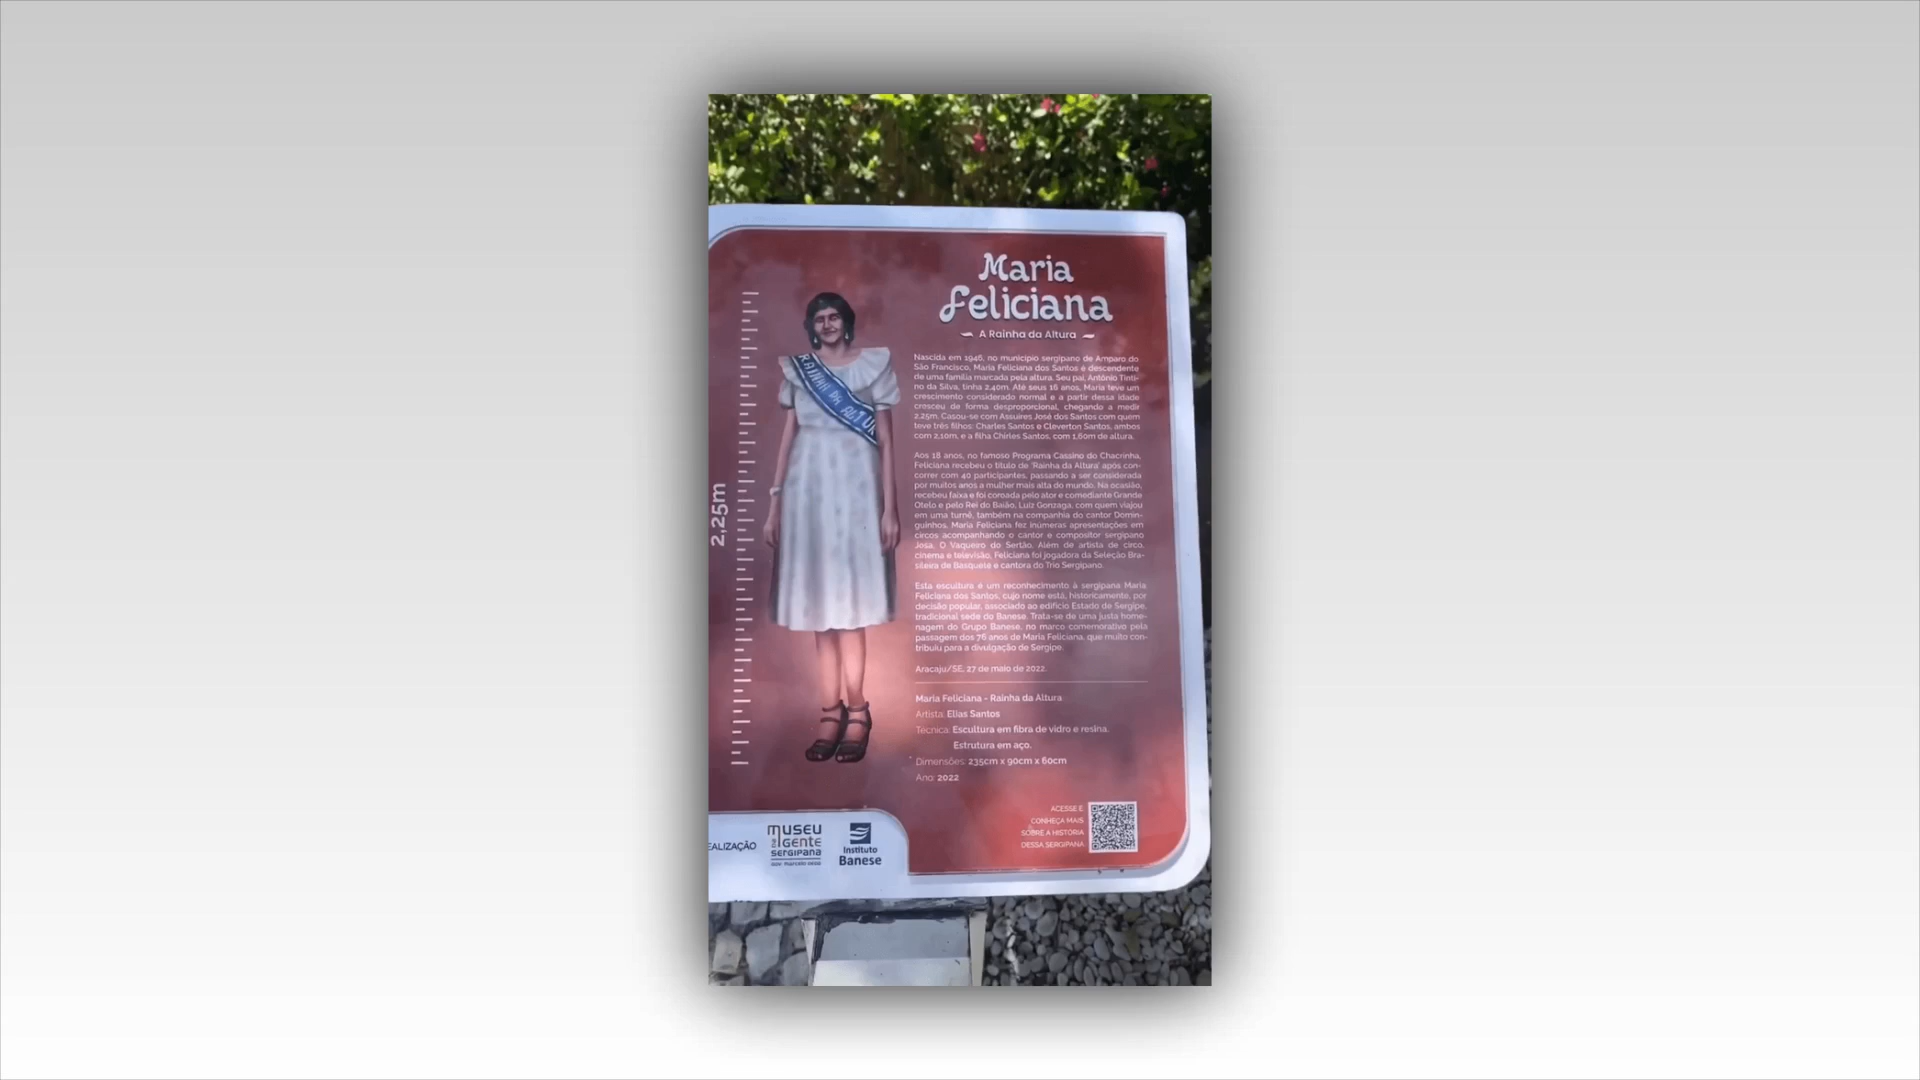 Maria
Feliciana
A Rainha da Altura
Nascida em 1946, no município sergipano de Amparo do
São Francisco, Maria Feliciana dos Santos é descendente
de uma família marcada pela altura. Seu pai, Antônio Tinti-
no da Silva, tinha 2,40m. Até seus 16 anos, Maria teve um
crescimento considerado normal e a partir dessa idade
cresceu de forma desproporcional, chegando a medir
2,25m. Casou-se com Assuires José dos Santos com quem
teve três filhos: Charles Santos e Cleverton Santos, ambos
com 2,10m, e a filha Chirles Santos, com 1,60m de altura.
Aos 18 anos, no famoso Programa Cassino do Chacrinha,
Feliciana recebeu o título de 'Rainha da Altura' após con-
correr com 40 participantes, passando a ser considerada
por muitos anos a mulher mais alta do mundo. Na ocasião,
recebeu faixa e foi coroada pelo ator e comediante Grande
Otelo e pelo Rei do Baião, Luiz Gonzaga, com quem viajou
em uma turnê, também na companhia do cantor Domin-
guinhos. Maria Feliciana fez inúmeras apresentações em
circos acompanhando o cantor e compositor sergipano
Josa, O Vaqueiro do Sertão. Além de artista de circo,
cinema e televisão, Feliciana foi jogadora da Seleção Bra-
sileira de Basquete e cantora do Trio Sergipano.
Esta escultura é um reconhecimento à sergipana Maria
Feliciana dos Santos, cujo nome está, historicamente, por
decisão popular, associado ao edifício Estado de Sergipe,
tradicional sede do Banese. Trata-se de uma justa home-
nagem do Grupo Banese, no marco comemorativo pela
passagem dos 76 anos de Maria Feliciana, que muito con-
tribuiu para a divulgação de Sergipe.
Aracaju/SE, 27 de maio de 2022.
Maria Feliciana - Rainha da Altura
Artista: Elias Santos
Técnica: Escultura em fibra de vidro e resina.
Estrutura em aço.
Dimensões: 235cm x 90cm x 60cm
Ano: 2022
ACESSE E
CONHEÇA MAIS
SOBRE A HISTÓRIA
DESSA SERGIPANA
2,25m
RAINHA DA ALTUR
EALIZAÇÃO
MUSEU
DA GENTE
SERGIPANA
Instituto
Banese